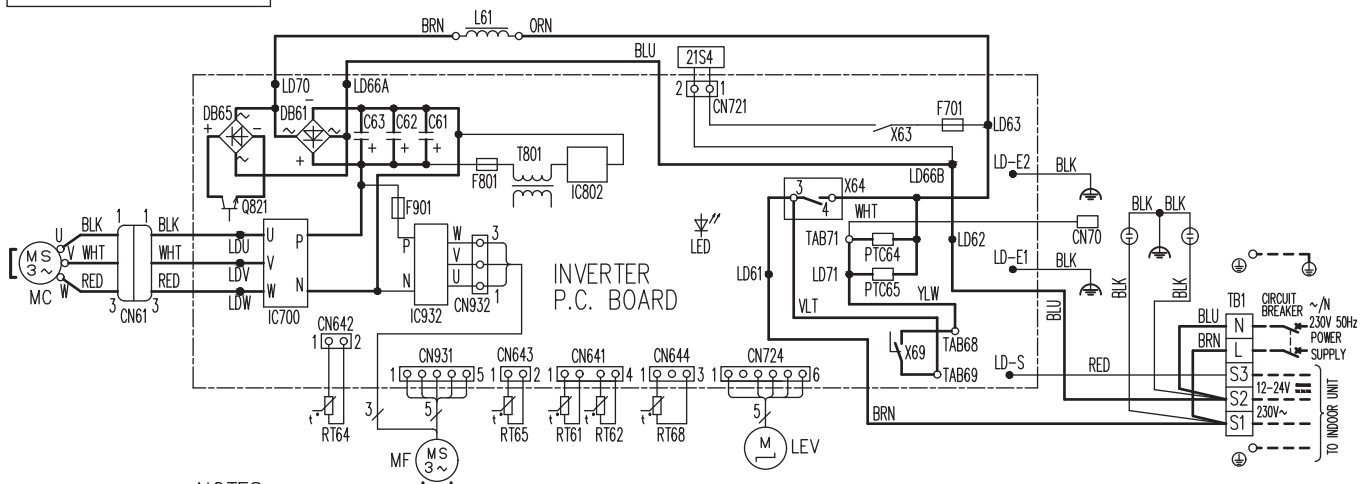 L61
BRN
ORN
BLU
21S4
2
1
CN721
LD70
LD66A
DB65
DB61
+
~
−
~
~
−
~
+
C63
C62
C61
+
+
+
X63
F701
LD63
F801
T801
IC802
LD66B
LD-E2
BLK
Q821
F901
LED
3
X64
4
WHT
CN70
BLK
BLK
U
BLK
1
1
BLK
LDU
U
P
V
WHT
WHT
LDV
V
W
RED
3
3
RED
LDW
W
N
MS
3~
MC
CN61
IC700
P
N
W
V
U
3
1
IC932
CN932
INVERTER
P.C. BOARD
LD61
TAB71
PTC64
LD71
PTC65
LD62
LD-E1
BLK
VLT
YLW
X69
TAB68
TAB69
BLU
LD-S
RED
BLK
BLK
TB1
CIRCUIT
BREAKER
~/N
230V 50Hz
POWER
SUPPLY
BLU
N
BRN
L
S3
12-24V
S2
230V~
S1
TO INDOOR UNIT
CN642
1
2
CN931
1
5
CN643
1
2
CN641
1
4
CN644
1
3
CN724
1
6
t°
RT64
3
5
t°
RT65
t°
RT61
t°
RT62
t°
RT68
5
BRN
MF
MS
3~
M
LEV
NOTES